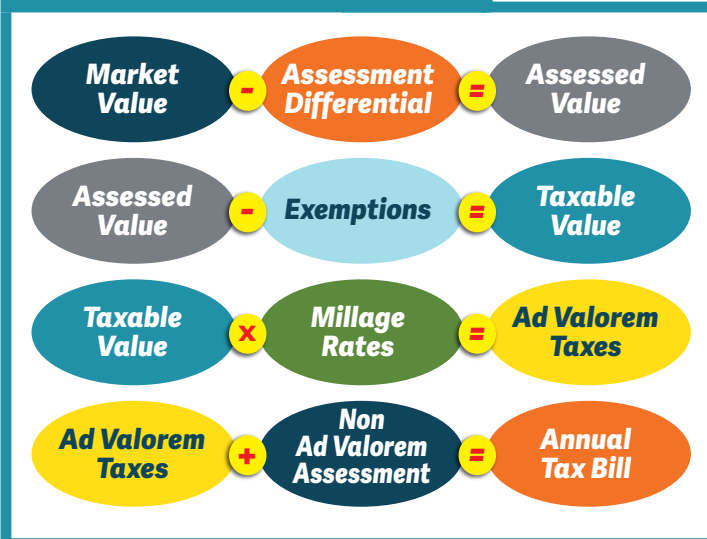 Market
Value
-
Assessment
Differential
=
Assessed
Value
Assessed
Value
-
Exemptions
=
Taxable
Value
Taxable
Value
x
Millage
Rates
=
Ad Valorem
Taxes
Ad Valorem
Taxes
+
Non
Ad Valorem
Assessment
=
Annual
Tax Bill